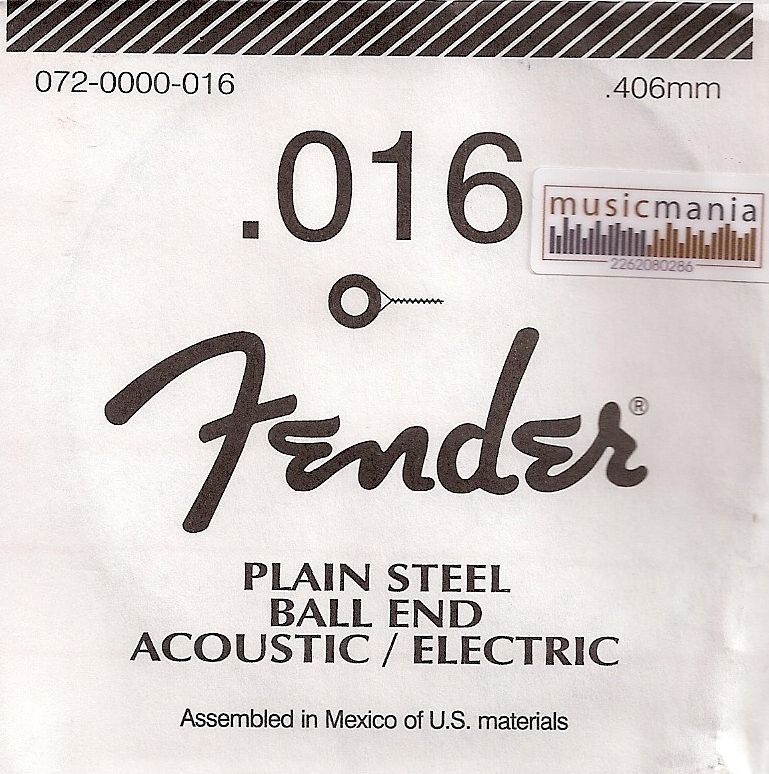 072-0000-016 .406mm
.016
musicmania
2262080286
Fender®
PLAIN STEEL
BALL END
ACOUSTIC / ELECTRIC
Assembled in Mexico of U.S. materials